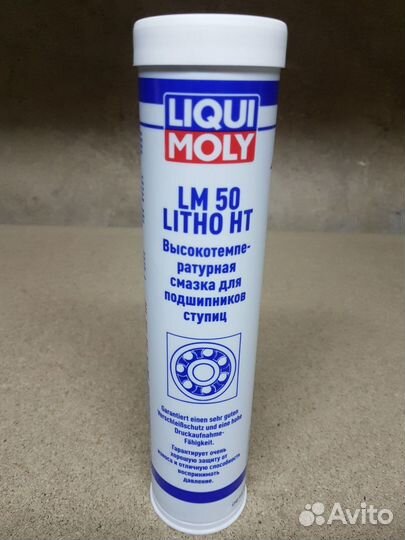 LIQUI
MOLY
LM 50
LITHO HT
Высокотемпе-
ратурная
смазка для
подшипников
ступиц
Garantiert einen sehr guten
Verschleißschutz und eine hohe
Druckaufnahme-
Fähigkeit.
Гарантирует очень
хорошую защиту от
износа и отличную способность
воспринимать
давление.
Avito